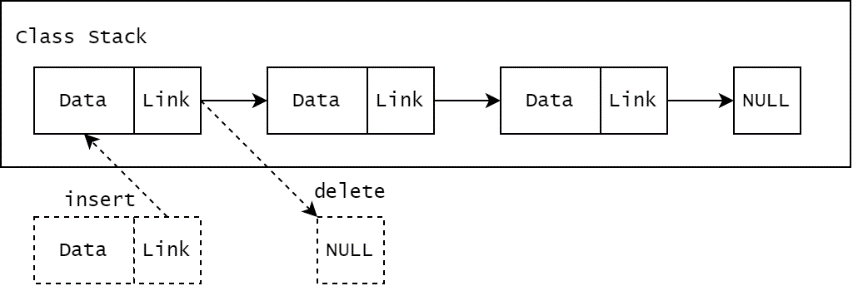 Class Stack
Data Link Data Link Data Link NULL
insert
delete
Data Link NULL